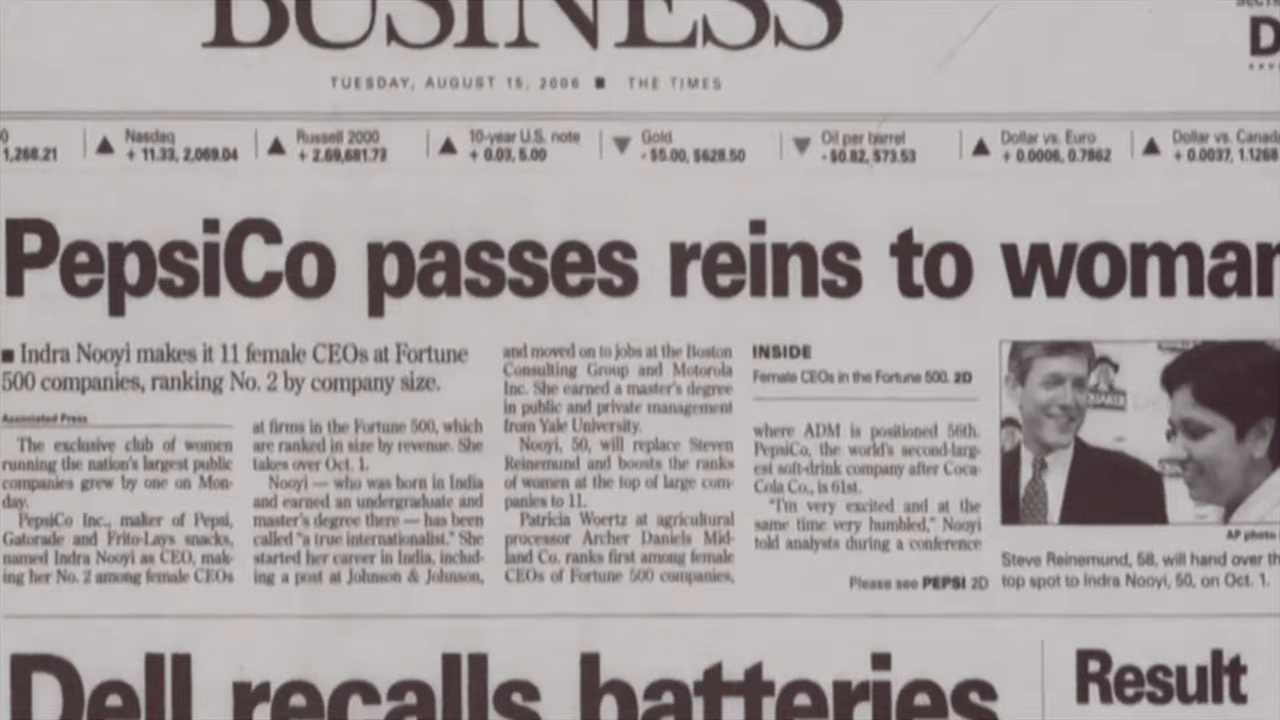 BUSINESS
D
TUESDAY, AUGUST 15, 2006 ■ THE TIMES
0
1,268.21
▲ Nasdaq
+ 11.33, 2,069.04
▲ Russell 2000
+ 2.69,681.73
▲ 10-year U.S. note
+ 0.03, 5.00
▼ Gold
- $5.00, $628.50
▼ Oil per barrel
- $0.82, $73.53
▲ Dollar vs. Euro
+ 0.0006, 0.7862
▲ Dollar vs. Canad
+ 0.0037, 1.1268
PepsiCo passes reins to woman
■ Indra Nooyi makes it 11 female CEOs at Fortune
500 companies, ranking No. 2 by company size.
Associated Press
The exclusive club of women
running the nation's largest public
companies grew by one on Mon-
day.
PepsiCo Inc., maker of Pepsi,
Gatorade and Frito-Lays snacks,
named Indra Nooyi as CEO, mak-
ing her No. 2 among female CEOs
at firms in the Fortune 500, which
are ranked in size by revenue. She
takes over Oct. 1.
Nooyi — who was born in India
and earned an undergraduate and
master's degree there — has been
called "a true internationalist." She
started her career in India, includ-
ing a post at Johnson & Johnson,
and moved on to jobs at the Boston
Consulting Group and Motorola
Inc. She earned a master's degree
in public and private management
from Yale University.
Nooyi, 50, will replace Steven
Reinemund and boosts the ranks
of women at the top of large com-
panies to 11.
Patricia Woertz at agricultural
processor Archer Daniels Mid-
land Co. ranks first among female
CEOs of Fortune 500 companies,
INSIDE
Female CEOs in the Fortune 500. 2D
where ADM is positioned 56th.
PepsiCo, the world's second-larg-
est soft-drink company after Coca-
Cola Co., is 61st.
"I'm very excited and at the
same time very humbled," Nooyi
told analysts during a conference
Please see PEPSI 2D
QUAKER
AP photo
Steve Reinemund, 58, will hand over th
top spot to Indra Nooyi, 50, on Oct. 1.
Dell recalls batteries
Result